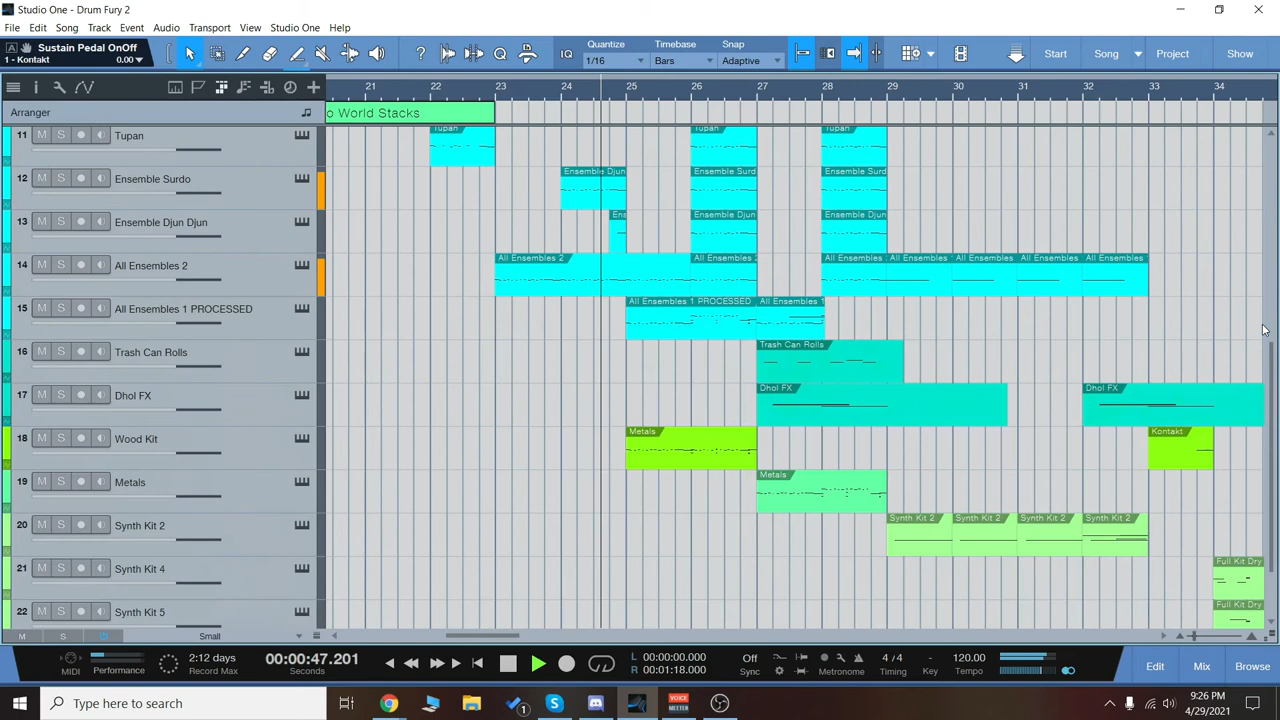 Studio One - Drum Fury 2
File Edit Song Track Event Audio Transport View Studio One Help
A Sustain Pedal OnOff
1 - Kontakt 0.00
IQ
Quantize
1/16
Timebase
Bars
Snap
Adaptive
Start
Song
Project
Show
21 22 23 24 25 26 27 28 29 30 31 32 33 34
Arranger
o World Stacks
11 M S Tupan
Tupan Tupan Tupan
12 M S Ensemble Surdo
Ensemble Djun Ensemble Surd Ensemble Surd
13 M S Ensemble Djun Djun
Ens Ensemble Djun Ensemble Djun
14 M S All Ensembles 2
All Ensembles 2 All Ensembles 2 All Ensembles All Ensembles All Ensembles All Ensembles All Ensembles
15 M S All Ensembles 1 PROCESSED
All Ensembles 1 PROCESSED All Ensembles 1
16 M S Trash Can Rolls
Trash Can Rolls
17 M S Dhol FX
Dhol FX Dhol FX
18 M S Wood Kit
Metals Kontakt
19 M S Metals
Metals
20 M S Synth Kit 2
Synth Kit 2 Synth Kit 2 Synth Kit 2 Synth Kit 2
21 M S Synth Kit 4
Full Kit Dry
22 M S Synth Kit 5
Full Kit Dry
M S Small
MIDI
Performance
2:12 days
Record Max
00:00:47.201
Seconds
L 00:00:00.000
R 00:01:18.000
Off
Sync
Metronome
4 / 4
Timing
-
Key
120.00
Tempo
Edit
Mix
Browse
Type here to search
1
VOICE
MEETER
9:26 PM
4/29/2021